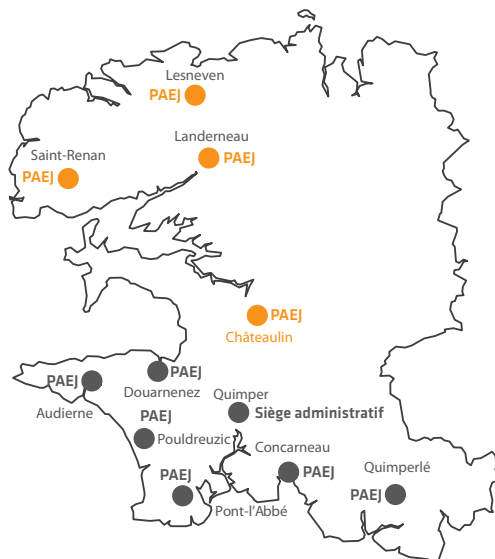 Lesneven
PAEJ
Landerneau
PAEJ
Saint-Renan
PAEJ
PAEJ
Châteaulin
PAEJ
Douarnenez
PAEJ
Audierne
Quimper
Siège administratif
PAEJ
Pouldreuzic
Concarneau
PAEJ
Quimperlé
PAEJ
PAEJ
Pont-l'Abbé